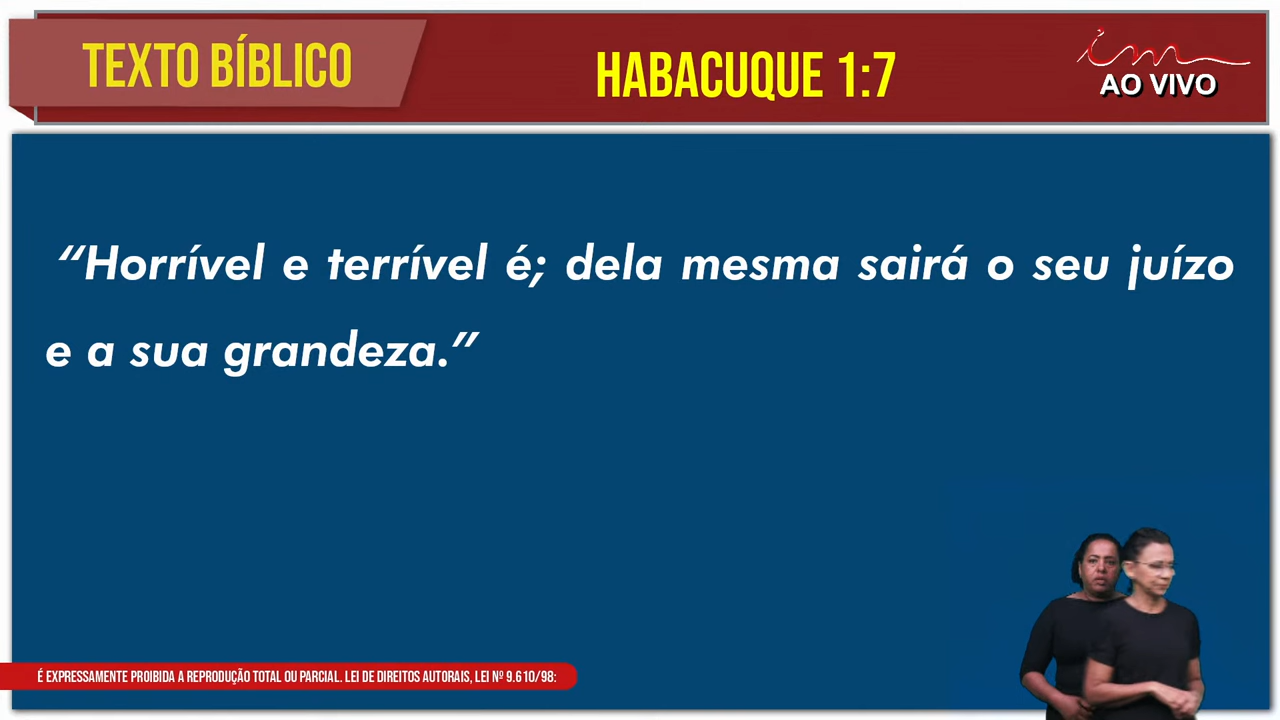 TEXTO BÍBLICO
HABACUQUE 1:7
im
AO VIVO
“Horrível e terrível é; dela mesma sairá o seu juízo
e a sua grandeza.”
É EXPRESSAMENTE PROIBIDA A REPRODUÇÃO TOTAL OU PARCIAL. LEI DE DIREITOS AUTORAIS, LEI Nº 9.610/98: